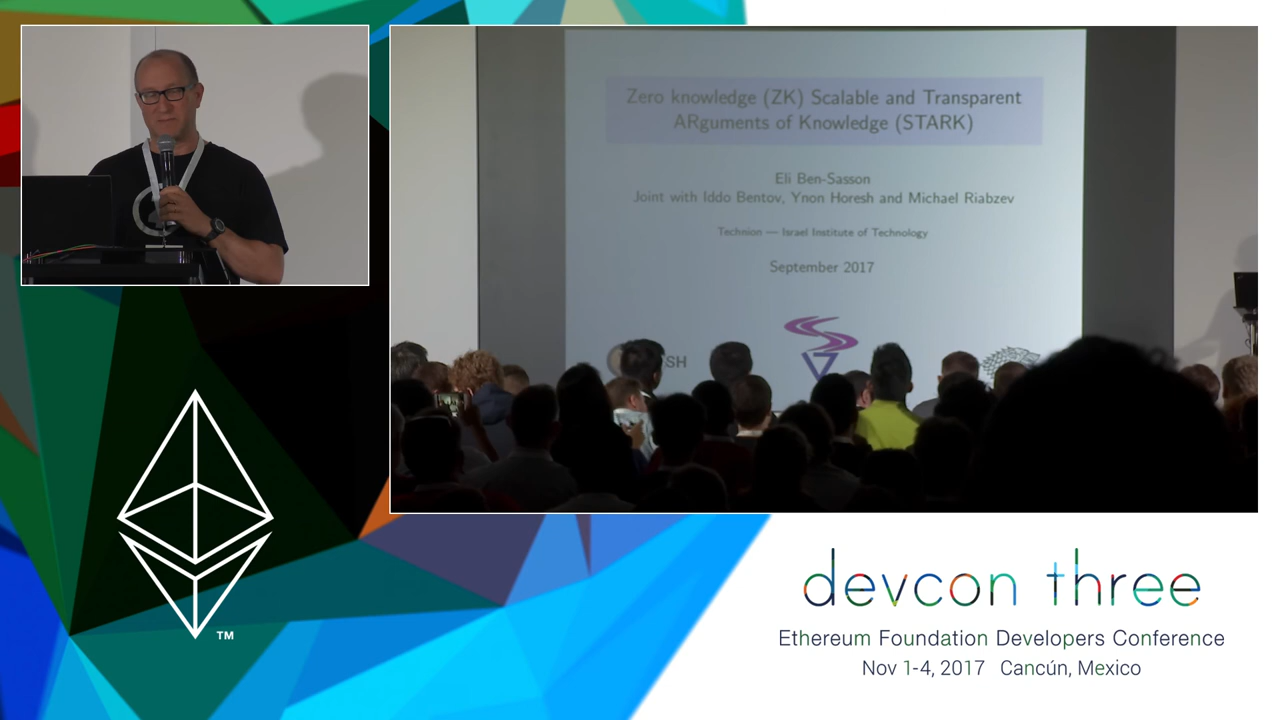 Zero knowledge (ZK) Scalable and Transparent
ARguments of Knowledge (STARK)
Eli Ben-Sasson
Joint with Iddo Bentov, Ynon Horesh and Michael Riabzev
Technion — Israel Institute of Technology
September 2017
SH
TM
devcon three
Ethereum Foundation Developers Conference
Nov 1-4, 2017 Cancún, Mexico